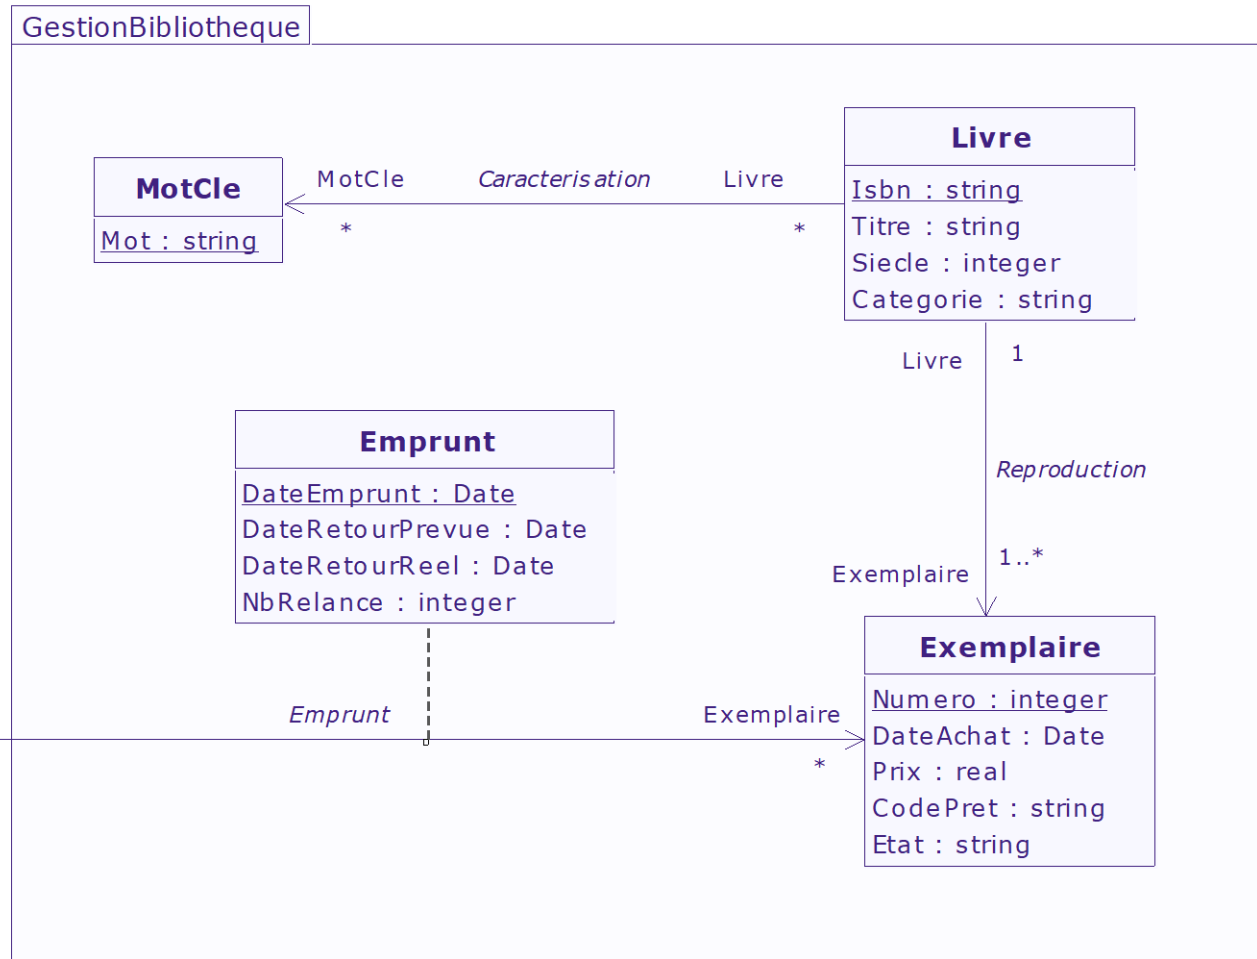 GestionBibliotheque
Livre
Isbn : string
Titre : string
Siecle : integer
Categorie : string
MotCle
Mot : string
MotCle
Caracterisation
Livre
*
*
Livre
1
Reproduction
1..*
Exemplaire
Emprunt
DateEmprunt : Date
DateRetourPrevue : Date
DateRetourReel : Date
NbRelance : integer
Emprunt
Exemplaire
*
Exemplaire
Numero : integer
DateAchat : Date
Prix : real
CodePret : string
Etat : string